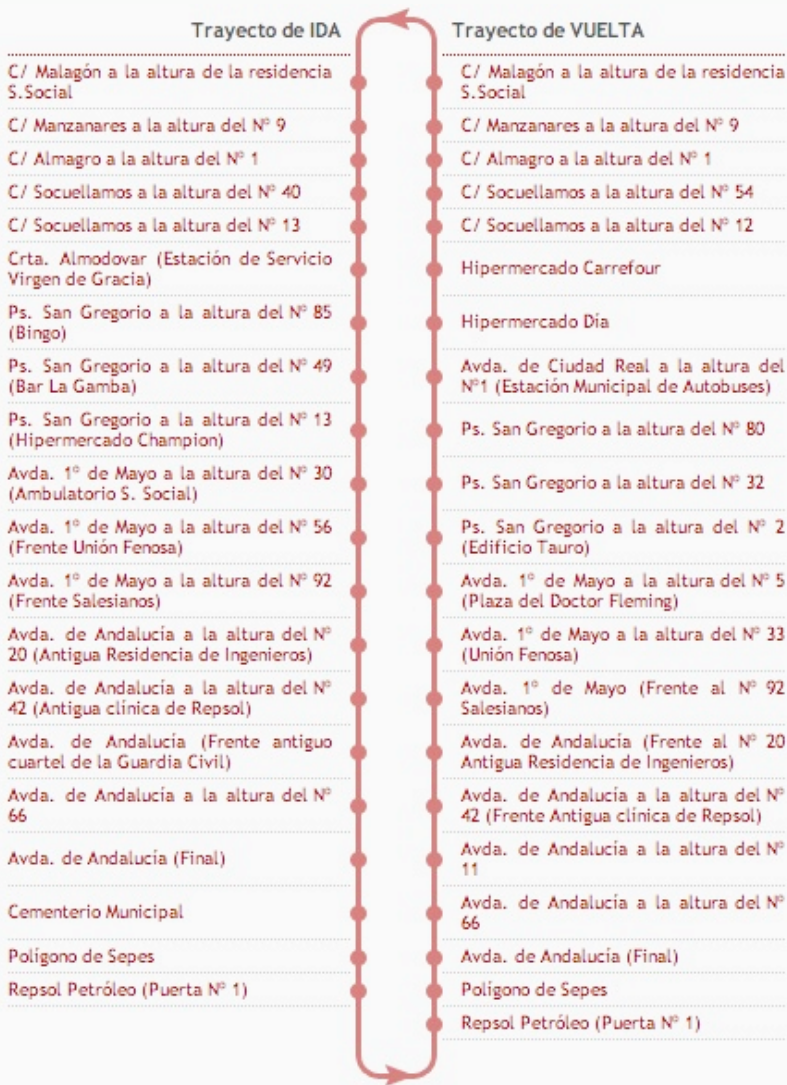 Trayecto de IDA
C/ Malagón a la altura de la residencia
S.Social
C/ Manzanares a la altura del Nº 9
C/ Almagro a la altura del Nº 1
C/ Socuellamos a la altura del Nº 40
C/ Socuellamos a la altura del Nº 13
Crta. Almodovar (Estación de Servicio
Virgen de Gracia)
Ps. San Gregorio a la altura del Nº 85
(Bingo)
Ps. San Gregorio a la altura del Nº 49
(Bar La Gamba)
Ps. San Gregorio a la altura del Nº 13
(Hipermercado Champion)
Avda. 1º de Mayo a la altura del Nº 30
(Ambulatorio S. Social)
Avda. 1º de Mayo a la altura del Nº 56
(Frente Unión Fenosa)
Avda. 1º de Mayo a la altura del Nº 92
(Frente Salesianos)
Avda. de Andalucía a la altura del Nº
20 (Antigua Residencia de Ingenieros)
Avda. de Andalucía a la altura del Nº
42 (Antigua clínica de Repsol)
Avda. de Andalucía (Frente antiguo
cuartel de la Guardia Civil)
Avda. de Andalucía a la altura del Nº
66
Avda. de Andalucía (Final)
Cementerio Municipal
Polígono de Sepes
Repsol Petróleo (Puerta Nº 1)
Trayecto de VUELTA
C/ Malagón a la altura de la residencia
S.Social
C/ Manzanares a la altura del Nº 9
C/ Almagro a la altura del Nº 1
C/ Socuellamos a la altura del Nº 54
C/ Socuellamos a la altura del Nº 12
Hipermercado Carrefour
Hipermercado Día
Avda. de Ciudad Real a la altura del
Nº1 (Estación Municipal de Autobuses)
Ps. San Gregorio a la altura del Nº 80
Ps. San Gregorio a la altura del Nº 32
Ps. San Gregorio a la altura del Nº 2
(Edificio Tauro)
Avda. 1º de Mayo a la altura del Nº 5
(Plaza del Doctor Fleming)
Avda. 1º de Mayo a la altura del Nº 33
(Unión Fenosa)
Avda. 1º de Mayo (Frente al Nº 92
Salesianos)
Avda. de Andalucía (Frente al Nº 20
Antigua Residencia de Ingenieros)
Avda. de Andalucía a la altura del Nº
42 (Frente Antigua clínica de Repsol)
Avda. de Andalucía a la altura del Nº
11
Avda. de Andalucía a la altura del Nº
66
Avda. de Andalucía (Final)
Polígono de Sepes
Repsol Petróleo (Puerta Nº 1)